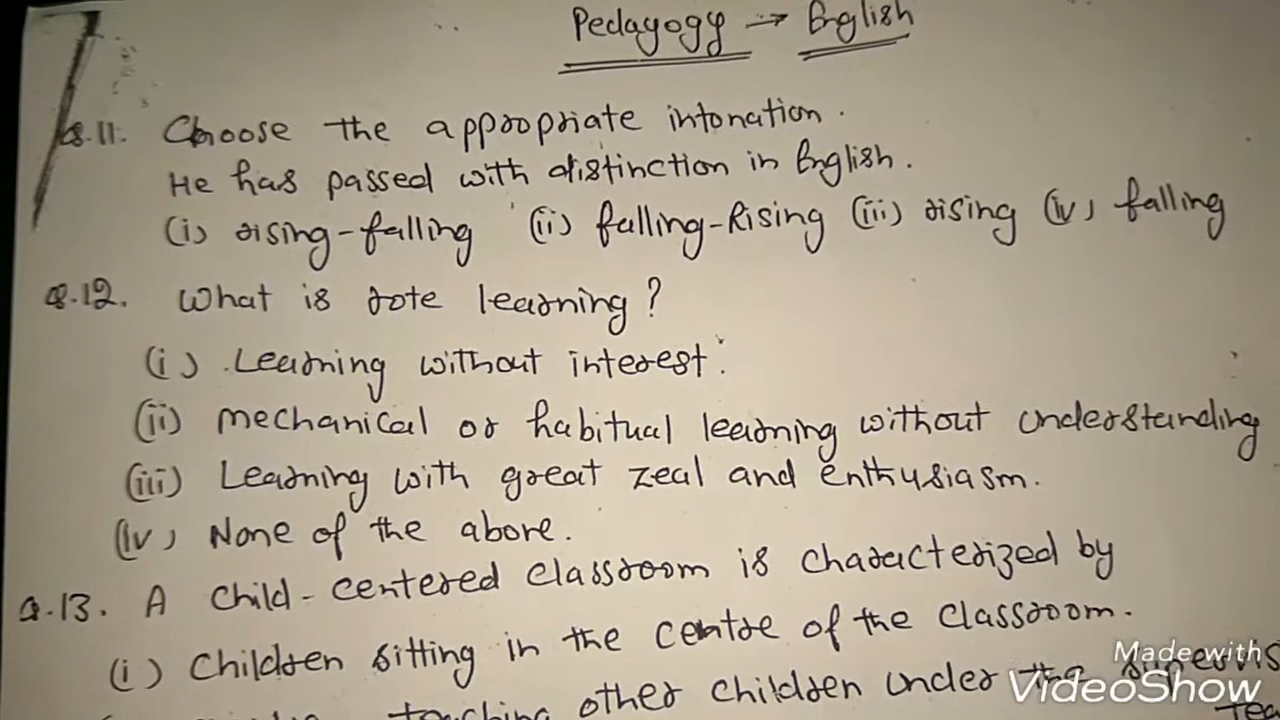 Pedagogy → English
Q.11. Choose the appropriate intonation.
He has passed with distinction in English.
(i) rising-falling (ii) falling-Rising (iii) rising (iv) falling
Q.12. What is rote learning?
(i) Learning without interest.
(ii) mechanical or habitual learning without understanding
(iii) Learning with great zeal and enthusiasm.
(iv) None of the above.
Q.13. A child-centered classroom is characterized by
(i) Children sitting in the centre of the classroom.
teaching other children under the
Made with
VideoShow